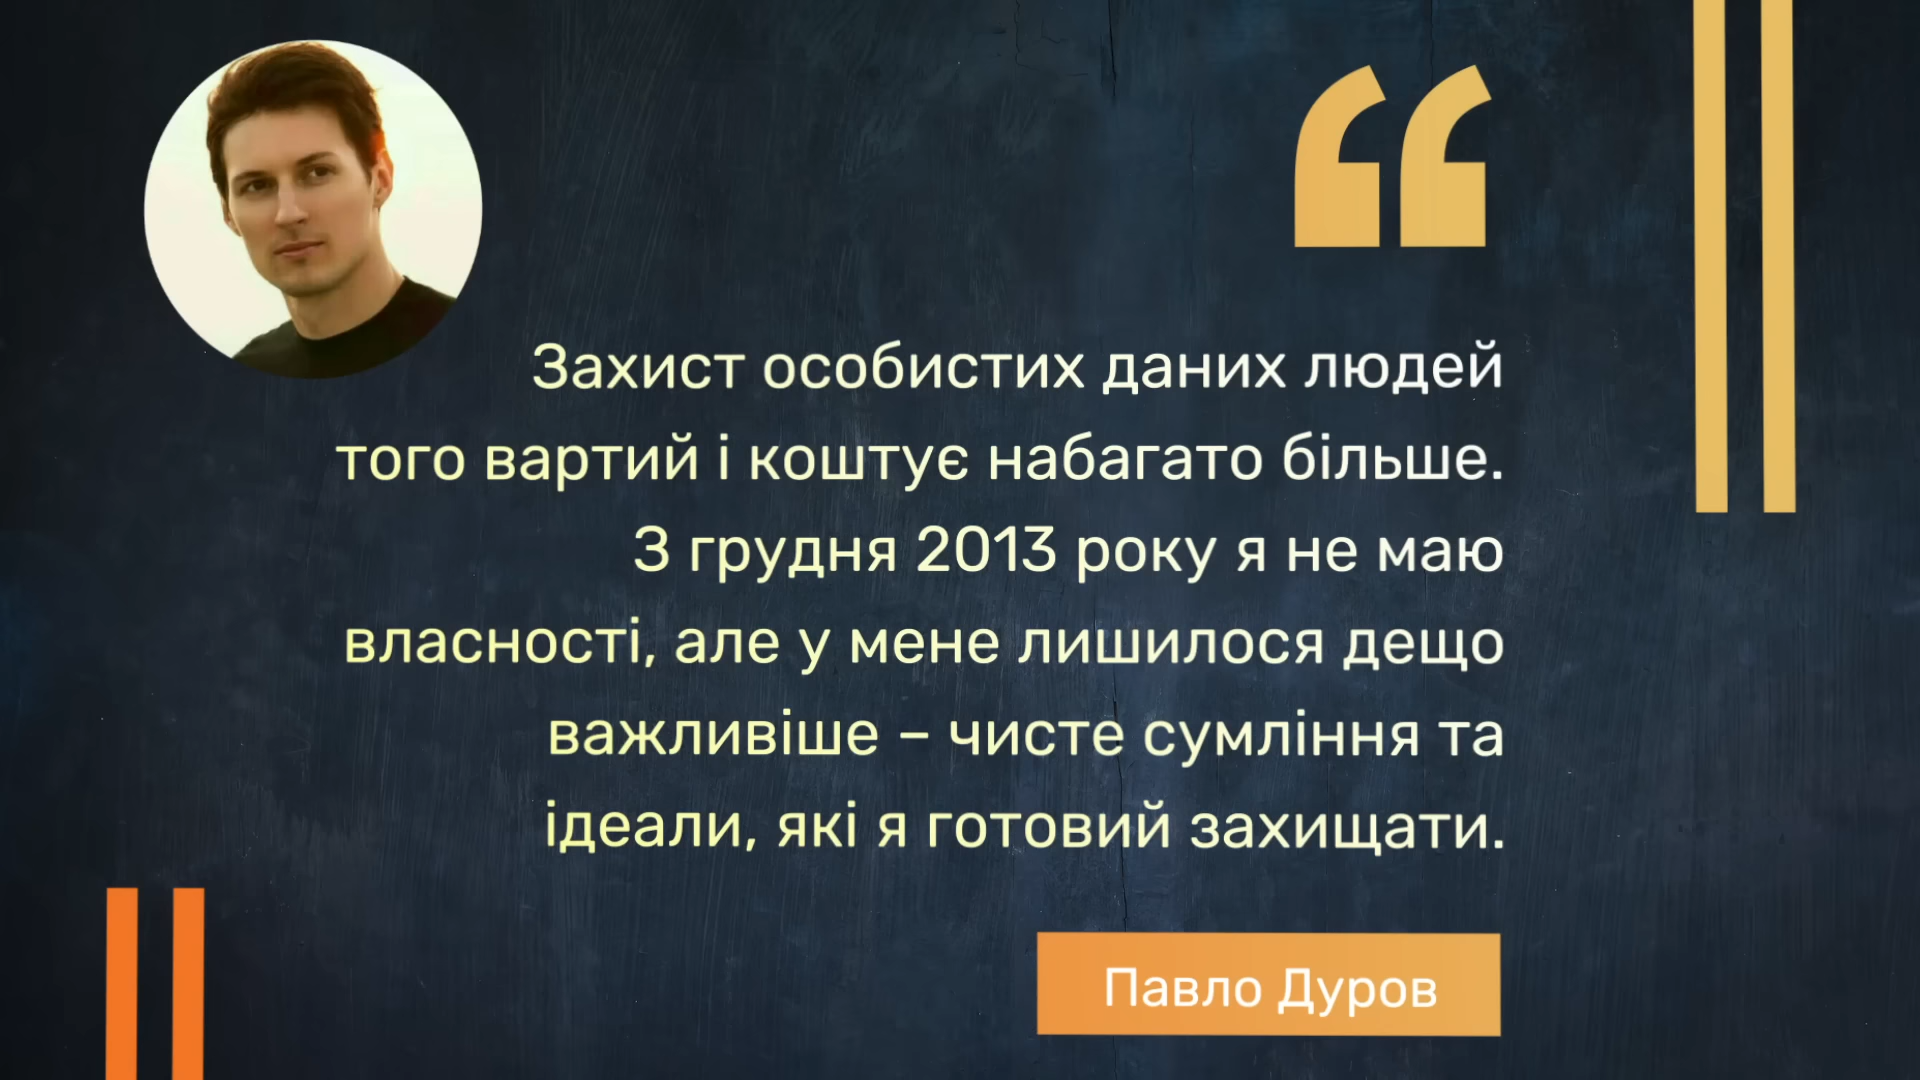 Захист особистих даних людей
того вартий і коштує набагато більше.
З грудня 2013 року я не маю
власності, але у мене лишилося дещо
важливіше – чисте сумління та
ідеали, які я готовий захищати.
Павло Дуров